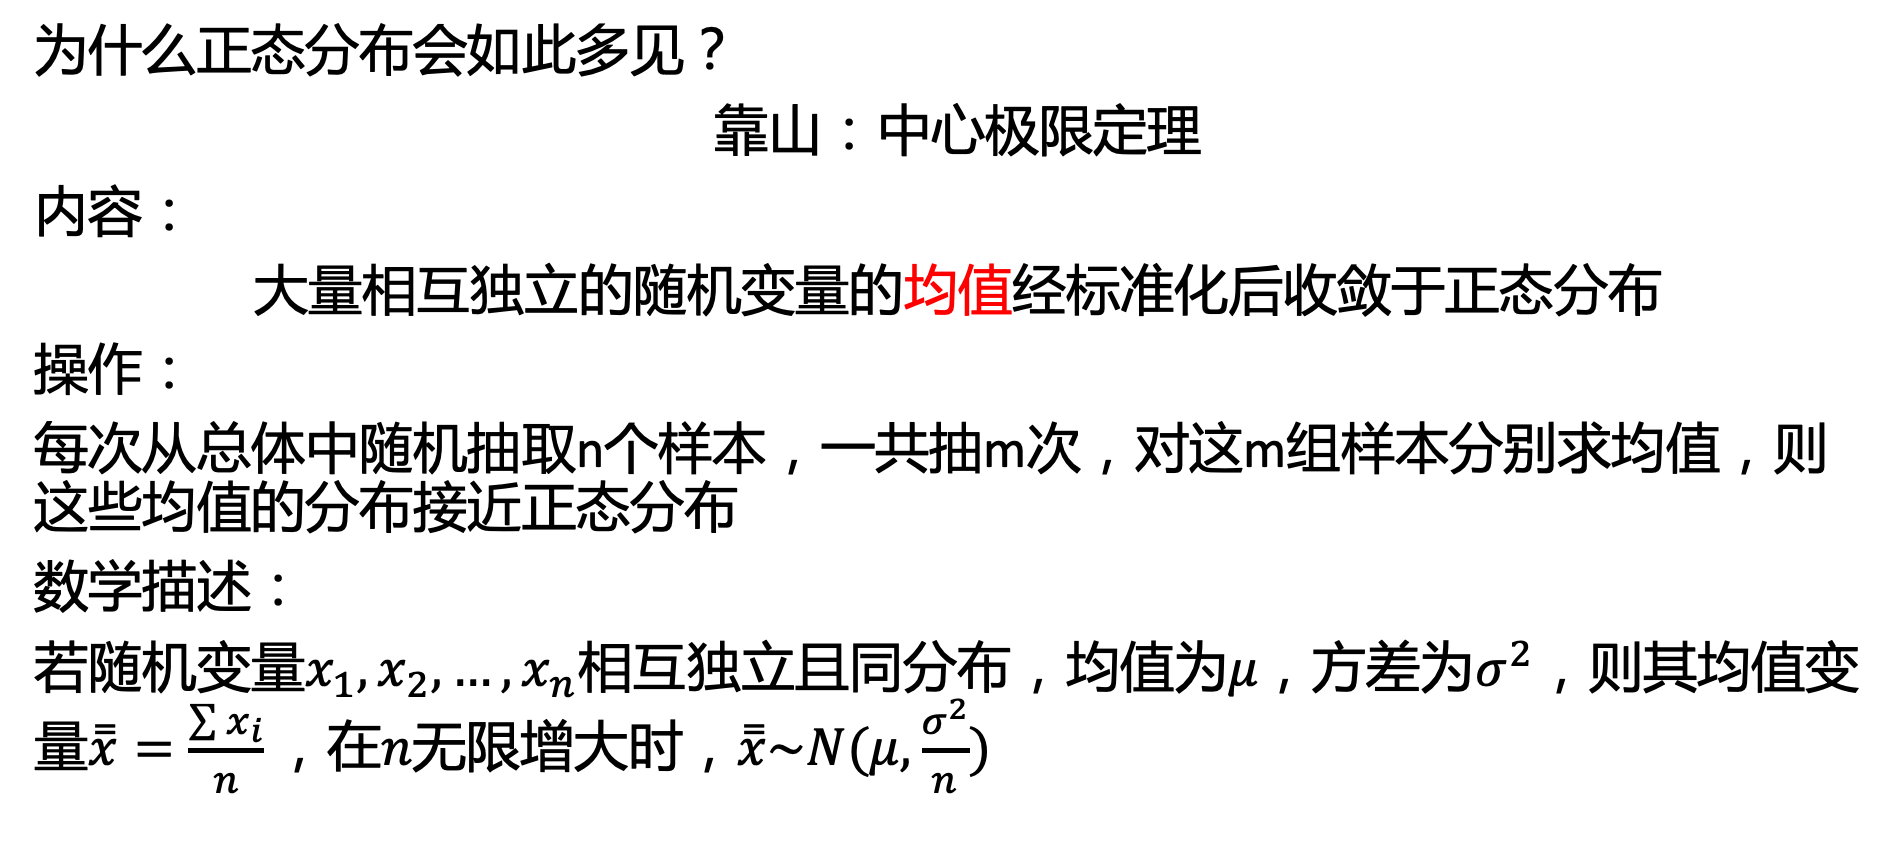 为什么正态分布会如此多见？
靠山：中心极限定理
内容：
大量相互独立的随机变量的均值经标准化后收敛于正态分布
操作：
每次从总体中随机抽取n个样本，一共抽m次，对这m组样本分别求均值，则
这些均值的分布接近正态分布
数学描述：
若随机变量x₁, x₂, … , xₙ相互独立且同分布，均值为μ，方差为σ²，则其均值变
量x̿ = ∑ xᵢ / n，在n无限增大时，x̿~N(μ, σ²/n)